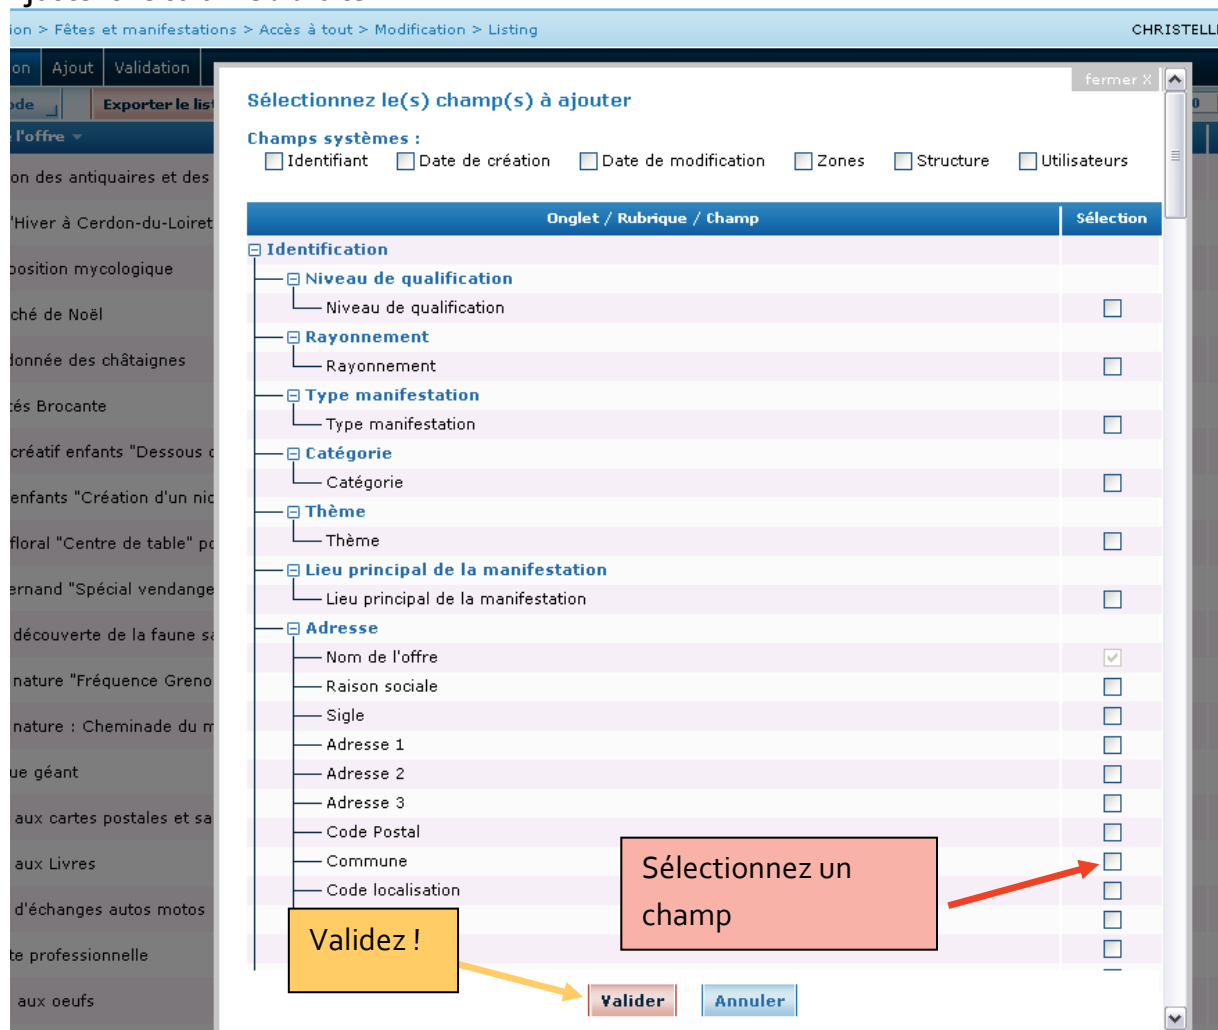 ion > Fêtes et manifestations > Accès à tout > Modification > Listing CHRISTELL
on Ajout Validation
fermer X
ode Exporter le list
Sélectionnez le(s) champ(s) à ajouter
l'offre
Champs systèmes :
Identifiant Date de création Date de modification Zones Structure Utilisateurs
on des antiquaires et des
'Hiver à Cerdon-du-Loiret
Onglet / Rubrique / Champ Sélection
Identification
position mycologique
Niveau de qualification
Niveau de qualification
ché de Noël
Rayonnement
donnée des châtaignes
Rayonnement
Type manifestation
tés Brocante
Type manifestation
créatif enfants "Dessous d
Catégorie
Catégorie
enfants "Création d'un nic
Thème
floral "Centre de table" po
Thème
Lieu principal de la manifestation
ernand "Spécial vendange
Lieu principal de la manifestation
découverte de la faune sa
Adresse
Nom de l'offre
nature "Fréquence Greno
Raison sociale
Sigle
nature : Cheminade du m
Adresse 1
ue géant
Adresse 2
Adresse 3
aux cartes postales et sa
Code Postal
aux Livres
Commune
Sélectionnez un
champ
Code localisation
d'échanges autos motos
Validez !
te professionnelle
aux oeufs
Valider Annuler